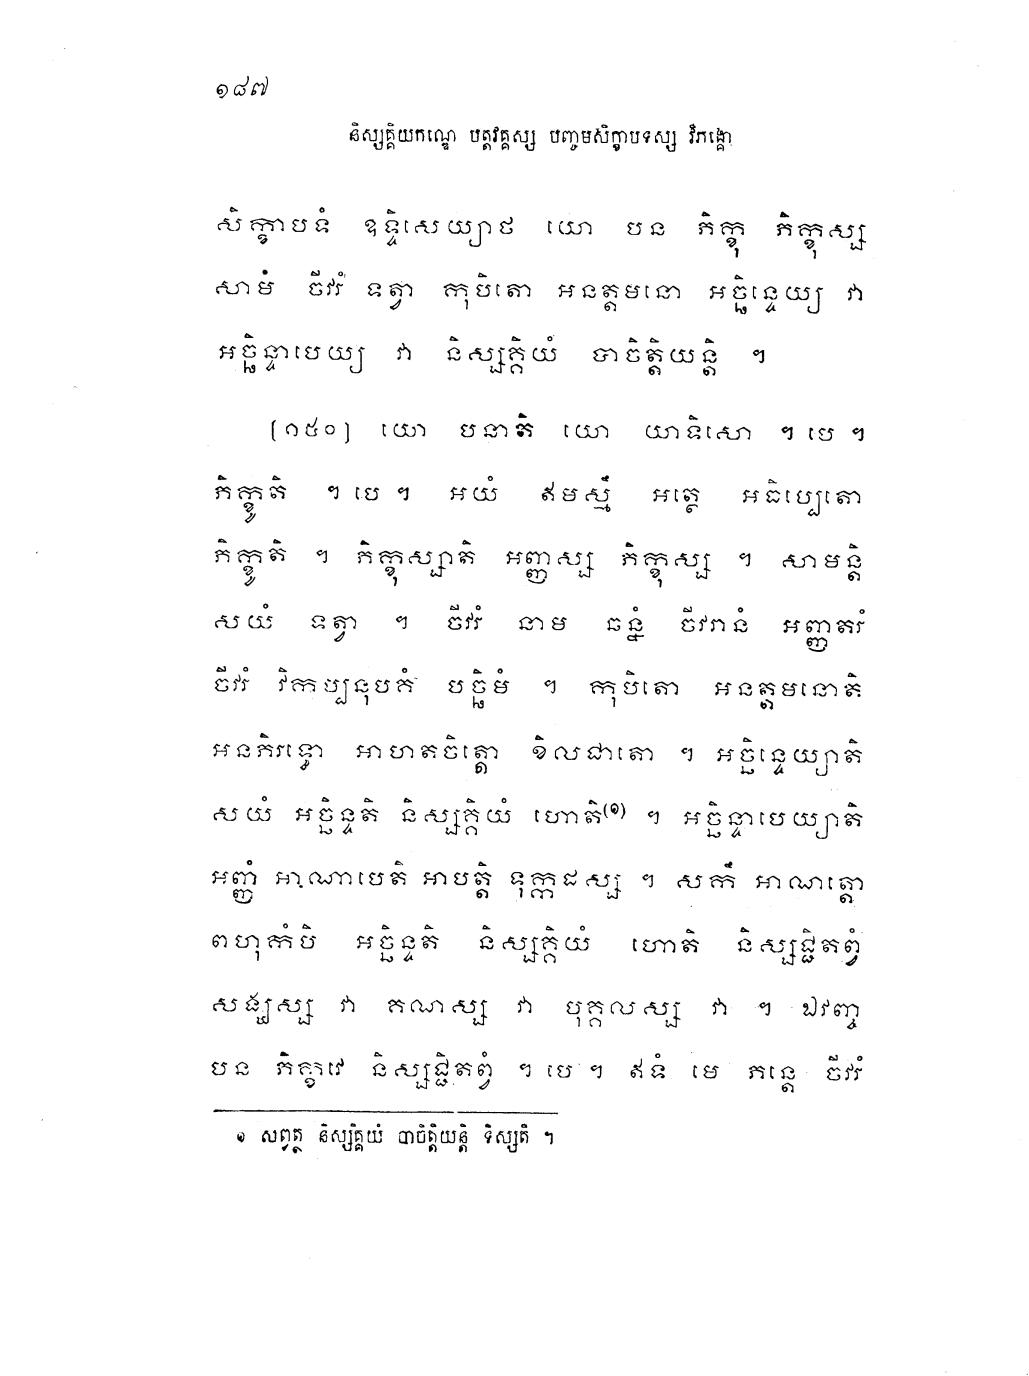 ១៨៧
និស្សគ្គិយកណ្ឌេ បត្តវគ្គស្ស បញ្ចមសិក្ខាបទស្ស វិភង្គោ
សិក្ខាបទំ ឧទ្ទិសេយ្យាថ យោ បន ភិក្ខុ ភិក្ខុស្ស
សាមំ ចីវរំ ទត្វា កុបិតោ អនត្តមនោ អច្ឆិន្ទេយ្យ វា
អច្ឆិន្ទាបេយ្យ វា និស្សគ្គិយំ បាចិត្តិយន្តិ ។
(១៥០) យោ បនាតិ យោ យាទិសោ ។ បេ ។
ភិក្ខូតិ ។ បេ ។ អយំ ឥមស្មឹ អត្ថេ អធិប្បេតោ
ភិក្ខូតិ ។ ភិក្ខុស្សាតិ អញ្ញស្ស ភិក្ខុស្ស ។ សាមន្តិ
សយំ ទត្វា ។ ចីវរំ នាម ឆន្នំ ចីវរានំ អញ្ញតរំ
ចីវរំ វិកប្បនុបកំ បច្ឆិមំ ។ កុបិតោ អនត្តមនោតិ
អនភិរទ្ធោ អាហតចិត្តោ ខិលជាតោ ។ អច្ឆិន្ទេយ្យាតិ
សយំ អច្ឆិន្ទតិ និស្សគ្គិយំ ហោតិ(១) ។ អច្ឆិន្ទាបេយ្យាតិ
អញ្ញំ អាណាបេតិ អាបត្តិ ទុក្កដស្ស ។ សកឹ អាណត្តោ
ពហុកំបិ អច្ឆិន្ទតិ និស្សគ្គិយំ ហោតិ និស្សជ្ជិតព្វំ
សង្ឃស្ស វា គណស្ស វា បុគ្គលស្ស វា ។ ឯវញ្ច
បន ភិក្ខវេ និស្សជ្ជិតព្វំ ។ បេ ។ ឥទំ មេ ភន្តេ ចីវរំ
១ សព្វត្ថ និស្សគ្គិយំ បាចិត្តិយន្តិ ទិស្សតិ ។